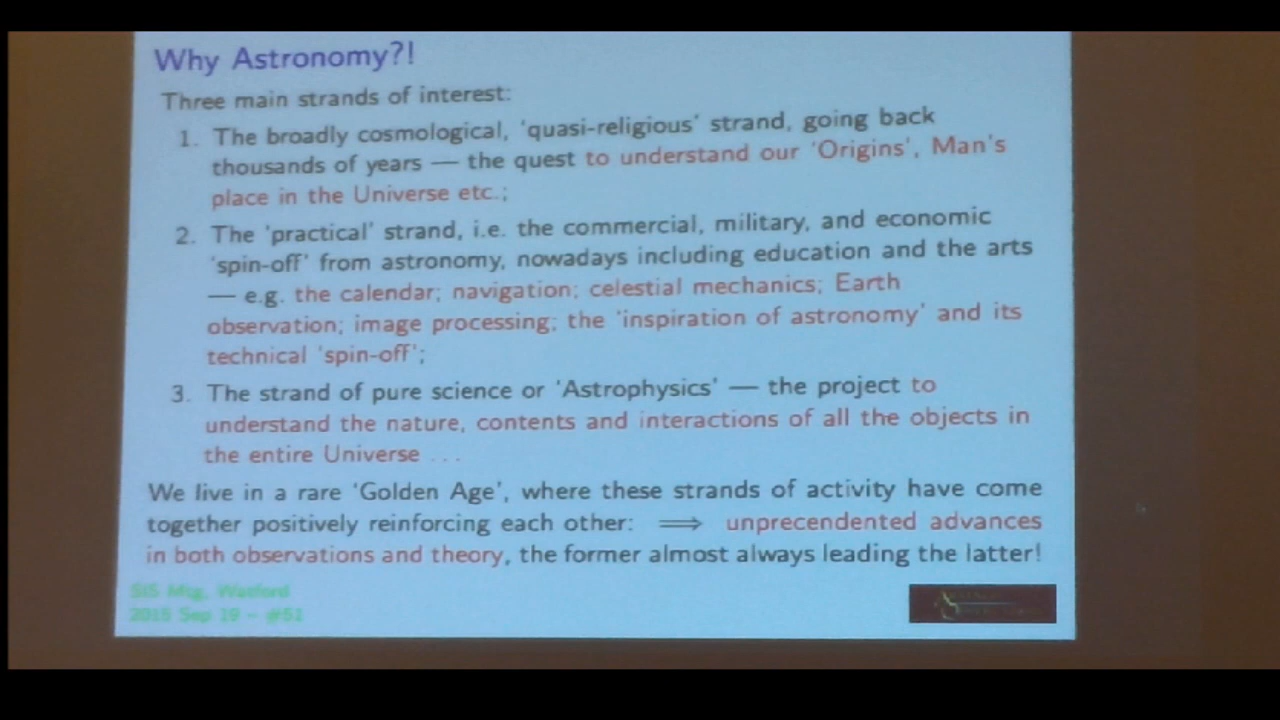 Why Astronomy?!
Three main strands of interest:
1. The broadly cosmological, 'quasi-religious' strand, going back
thousands of years — the quest to understand our 'Origins', Man's
place in the Universe etc.;
2. The 'practical' strand, i.e. the commercial, military, and economic
'spin-off' from astronomy, nowadays including education and the arts
— e.g. the calendar; navigation; celestial mechanics; Earth
observation; image processing; the 'inspiration of astronomy' and its
technical 'spin-off';
3. The strand of pure science or 'Astrophysics' — the project to
understand the nature, contents and interactions of all the objects in
the entire Universe ...
We live in a rare 'Golden Age', where these strands of activity have come
together positively reinforcing each other: ⟹ unprecendented advances
in both observations and theory, the former almost always leading the latter!
SIS Mtg, Watford
2015 Sep 19 – #51